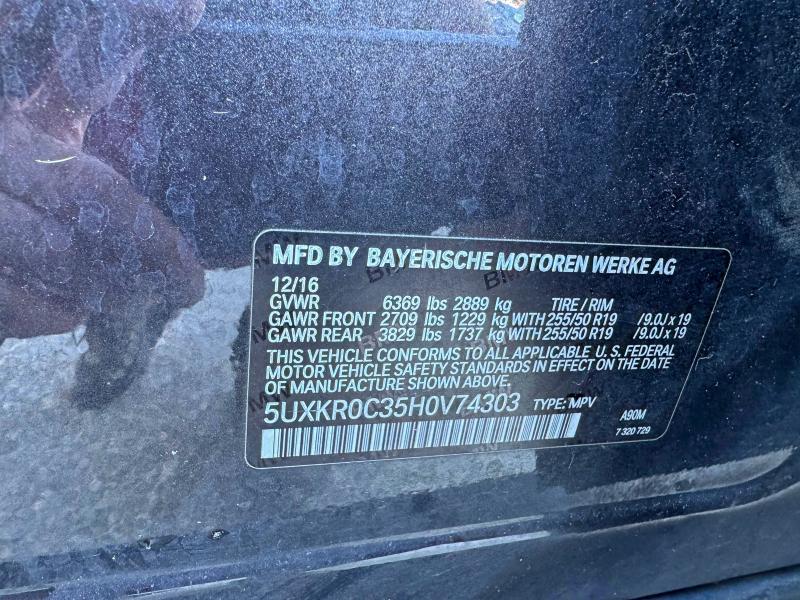 MFD BY BAYERISCHE MOTOREN WERKE AG
12/16
GVWR 6369 lbs 2889 kg TIRE / RIM
GAWR FRONT 2709 lbs 1229 kg WITH 255/50 R19 /9.0J x 19
GAWR REAR 3829 lbs 1737 kg WITH 255/50 R19 /9.0J x 19
THIS VEHICLE CONFORMS TO ALL APPLICABLE U.S. FEDERAL
MOTOR VEHICLE SAFETY STANDARDS IN EFFECT ON THE DATE
OF MANUFACTURE SHOWN ABOVE.
5UXKR0C35H0V74303 TYPE: MPV A90M
7 320 729